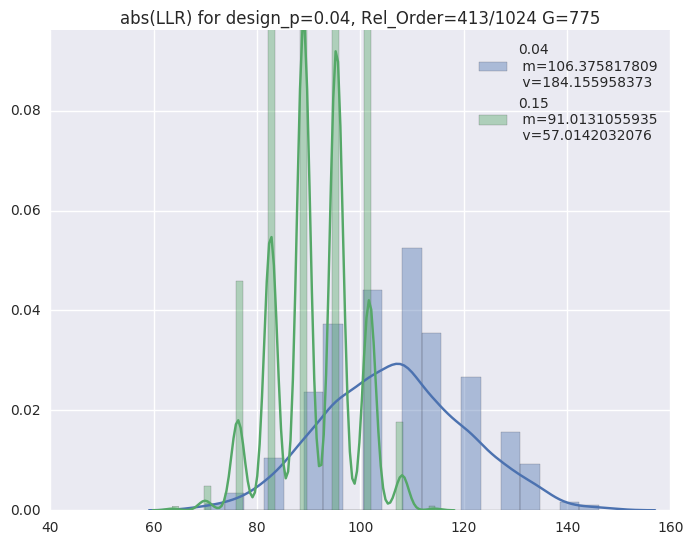 abs(LLR) for design_p=0.04, Rel_Order=413/1024 G=775
0.04
m=106.375817809
v=184.155958373
0.15
m=91.0131055935
v=57.0142032076
0.08
0.06
0.04
0.02
0.00
40
60
80
100
120
140
160